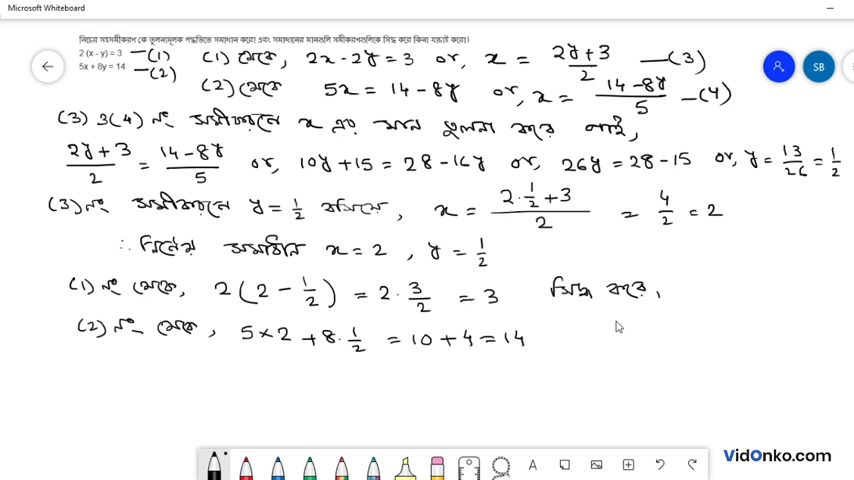 Microsoft Whiteboard
নিচের সহসমীকরণ কে তুলনামূলক পদ্ধতিতে সমাধান করো এবং সমাধানের মানগুলি সমীকরণগুলিকে সিদ্ধ করে কিনা যাচাই করো।
2 (x - y) = 3 —(1) (1) থেকে, 2x - 2y = 3 or, x = (2y + 3)/2 —(3)
5x + 8y = 14 —(2) (2) থেকে 5x = 14 - 8y or, x = (14 - 8y)/5 —(4)
(3) ও (4) নং সমীকরণে x এর মান তুলনা করে পাই,
(2y + 3)/2 = (14 - 8y)/5 or, 10y + 15 = 28 - 16y or, 26y = 28 - 15 or, y = 13/26 = 1/2
(3) নং সমীকরণে y = 1/2 বসিয়ে, x = (2 · 1/2 + 3)/2 = 4/2 = 2
∴ নির্ণেয় সমাধান x = 2, y = 1/2
(1) নং থেকে, 2(2 - 1/2) = 2 · 3/2 = 3 সিদ্ধ করে,
(2) নং থেকে, 5 × 2 + 8 · 1/2 = 10 + 4 = 14
SB
A
VidOnko.com